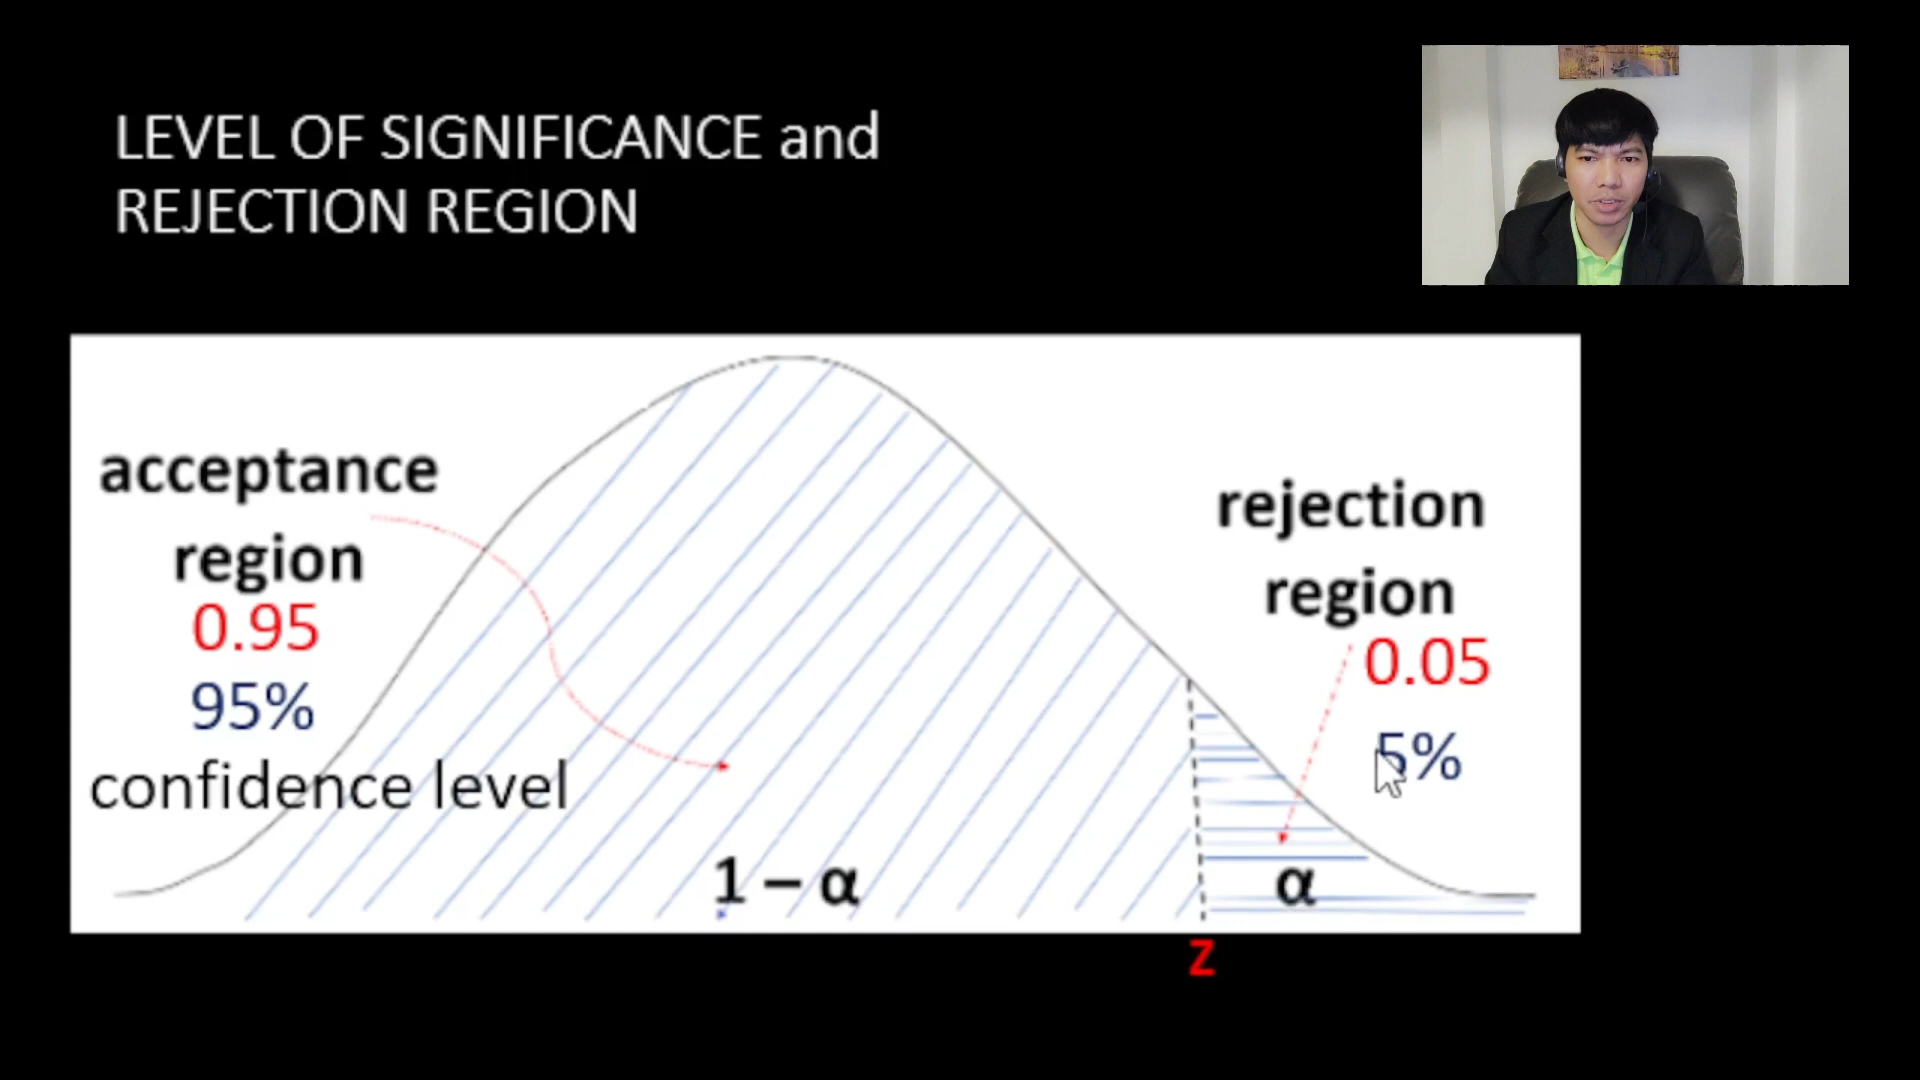 LEVEL OF SIGNIFICANCE and
REJECTION REGION
acceptance
region
0.95
95%
confidence level
rejection
region
0.05
5%
1 – α
α
z